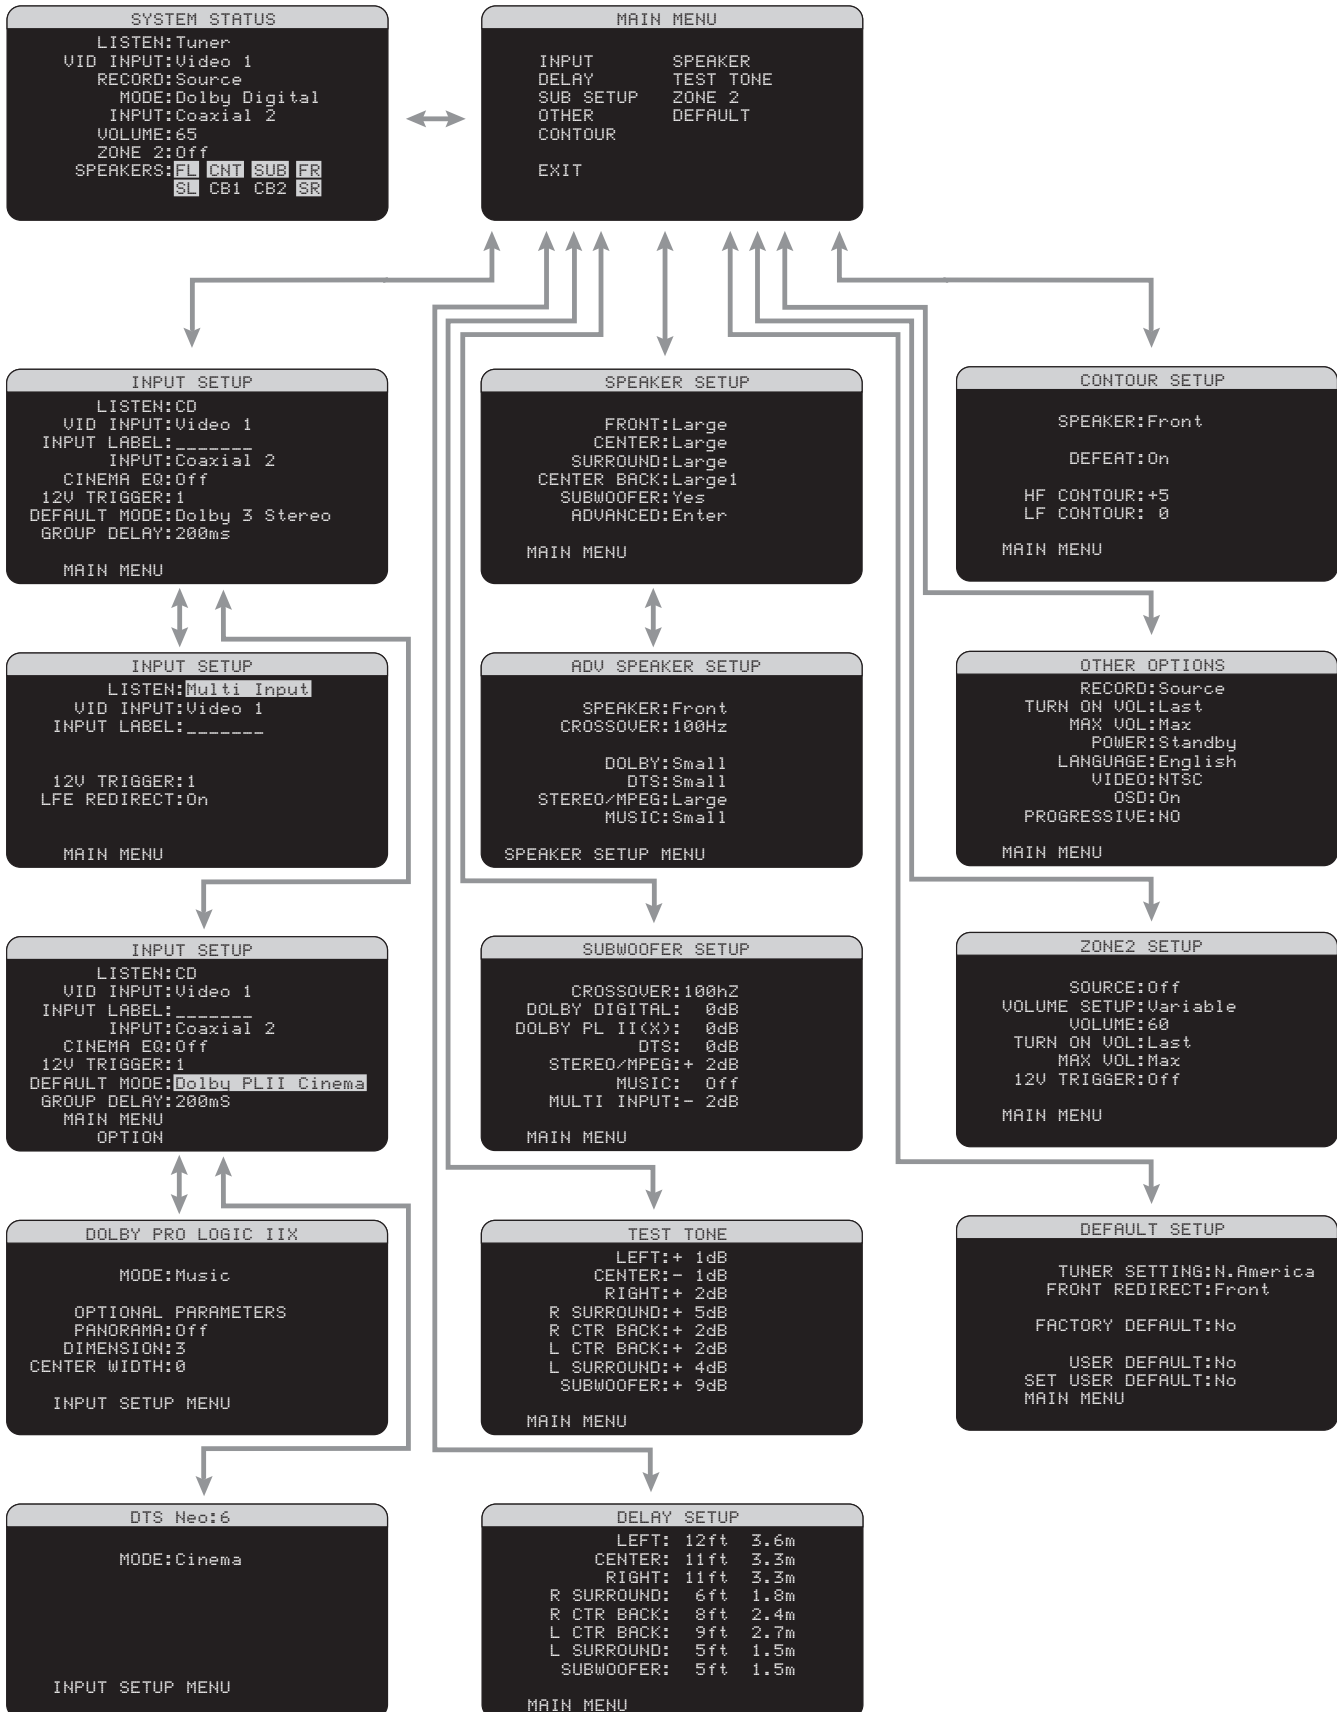 SYSTEM STATUS
LISTEN:Tuner
VID INPUT:Video 1
RECORD:Source
MODE:Dolby Digital
INPUT:Coaxial 2
VOLUME:65
ZONE 2:Off
SPEAKERS:FL CNT SUB FR
SL CB1 CB2 SR
MAIN MENU
INPUT SPEAKER
DELAY TEST TONE
SUB SETUP ZONE 2
OTHER DEFAULT
CONTOUR
EXIT
INPUT SETUP
LISTEN:CD
VID INPUT:Video 1
INPUT LABEL:_______
INPUT:Coaxial 2
CINEMA EQ:Off
12V TRIGGER:1
DEFAULT MODE:Dolby 3 Stereo
GROUP DELAY:200ms
MAIN MENU
SPEAKER SETUP
FRONT:Large
CENTER:Large
SURROUND:Large
CENTER BACK:Large1
SUBWOOFER:Yes
ADVANCED:Enter
MAIN MENU
CONTOUR SETUP
SPEAKER:Front
DEFEAT:On
HF CONTOUR:+5
LF CONTOUR: 0
MAIN MENU
INPUT SETUP
LISTEN:Multi Input
VID INPUT:Video 1
INPUT LABEL:_______
12V TRIGGER:1
LFE REDIRECT:On
MAIN MENU
ADV SPEAKER SETUP
SPEAKER:Front
CROSSOVER:100Hz
DOLBY:Small
DTS:Small
STEREO/MPEG:Large
MUSIC:Small
SPEAKER SETUP MENU
OTHER OPTIONS
RECORD:Source
TURN ON VOL:Last
MAX VOL:Max
POWER:Standby
LANGUAGE:English
VIDEO:NTSC
OSD:On
PROGRESSIVE:NO
MAIN MENU
INPUT SETUP
LISTEN:CD
VID INPUT:Video 1
INPUT LABEL:_______
INPUT:Coaxial 2
CINEMA EQ:Off
12V TRIGGER:1
DEFAULT MODE:Dolby PLII Cinema
GROUP DELAY:200mS
MAIN MENU
OPTION
SUBWOOFER SETUP
CROSSOVER:100hZ
DOLBY DIGITAL: 0dB
DOLBY PL II(X): 0dB
DTS: 0dB
STEREO/MPEG:+ 2dB
MUSIC: Off
MULTI INPUT:- 2dB
MAIN MENU
ZONE2 SETUP
SOURCE:Off
VOLUME SETUP:Variable
VOLUME:60
TURN ON VOL:Last
MAX VOL:Max
12V TRIGGER:Off
MAIN MENU
DOLBY PRO LOGIC IIX
MODE:Music
OPTIONAL PARAMETERS
PANORAMA:Off
DIMENSION:3
CENTER WIDTH:0
INPUT SETUP MENU
TEST TONE
LEFT:+ 1dB
CENTER:- 1dB
RIGHT:+ 2dB
R SURROUND:+ 5dB
R CTR BACK:+ 2dB
L CTR BACK:+ 2dB
L SURROUND:+ 4dB
SUBWOOFER:+ 9dB
MAIN MENU
DEFAULT SETUP
TUNER SETTING:N.America
FRONT REDIRECT:Front
FACTORY DEFAULT:No
USER DEFAULT:No
SET USER DEFAULT:No
MAIN MENU
DTS Neo:6
MODE:Cinema
INPUT SETUP MENU
DELAY SETUP
LEFT: 12ft 3.6m
CENTER: 11ft 3.3m
RIGHT: 11ft 3.3m
R SURROUND: 6ft 1.8m
R CTR BACK: 8ft 2.4m
L CTR BACK: 9ft 2.7m
L SURROUND: 5ft 1.5m
SUBWOOFER: 5ft 1.5m
MAIN MENU